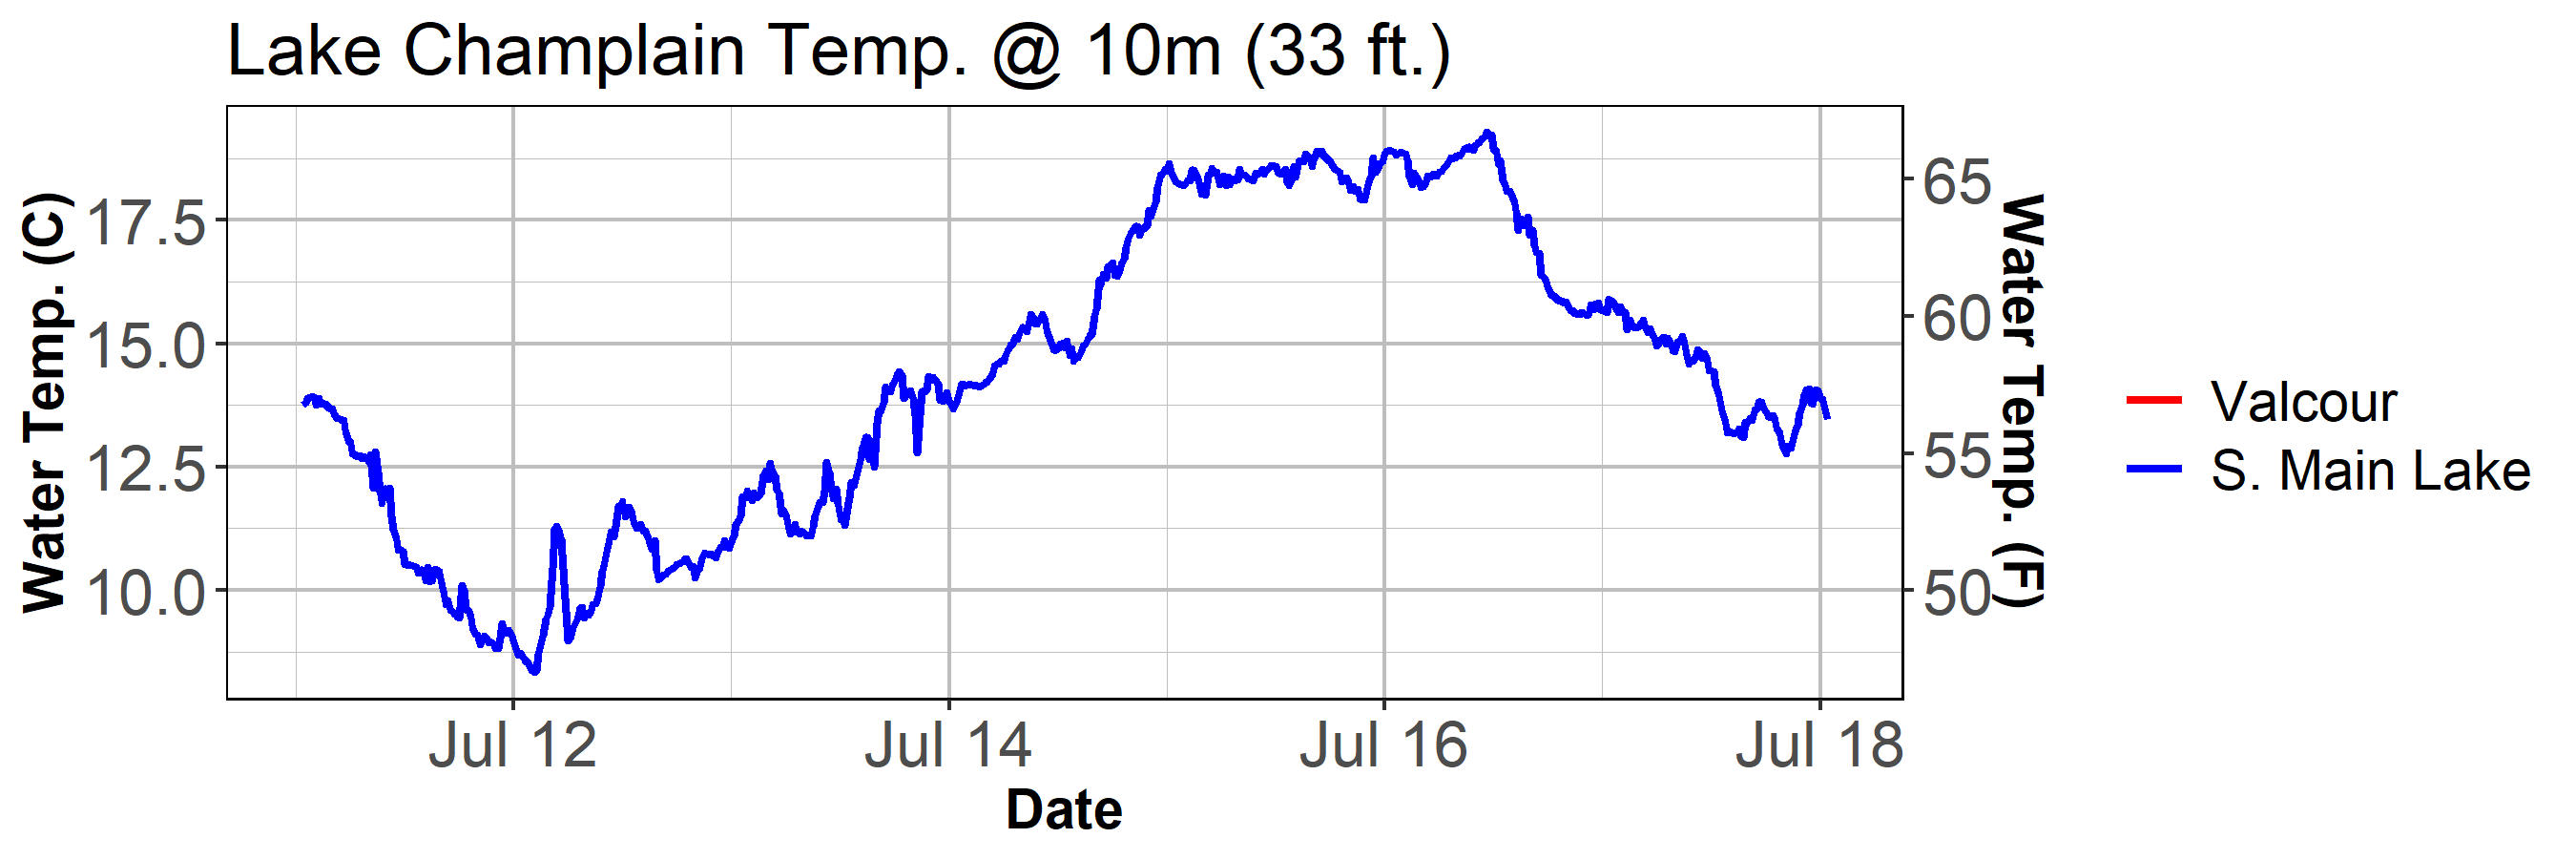 Lake Champlain Temp. @ 10m (33 ft.)
Water Temp. (C)
17.5
15.0
12.5
10.0
65
60
55
50
Water Temp. (F)
Jul 12
Jul 14
Jul 16
Jul 18
Date
Valcour
S. Main Lake